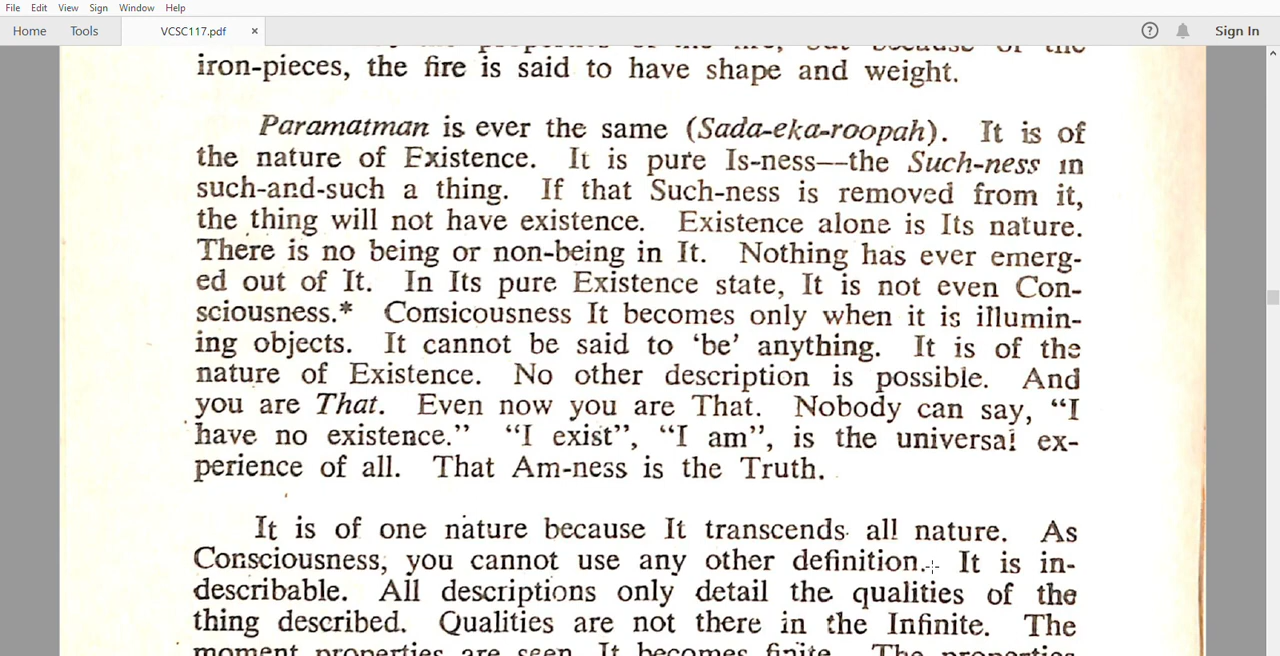 File Edit View Sign Window Help
Home Tools VCSC117.pdf × ? Sign In
iron-pieces, the fire is said to have shape and weight.
Paramatman is ever the same (Sada-eka-roopah). It is of
the nature of Existence. It is pure Is-ness—the Such-ness in
such-and-such a thing. If that Such-ness is removed from it,
the thing will not have existence. Existence alone is Its nature.
There is no being or non-being in It. Nothing has ever emerg-
ed out of It. In Its pure Existence state, It is not even Con-
sciousness.* Consicousness It becomes only when it is illumin-
ing objects. It cannot be said to ‘be’ anything. It is of the
nature of Existence. No other description is possible. And
you are That. Even now you are That. Nobody can say, “I
have no existence.” “I exist”, “I am”, is the universal ex-
perience of all. That Am-ness is the Truth.
It is of one nature because It transcends all nature. As
Consciousness, you cannot use any other definition. It is in-
describable. All descriptions only detail the qualities of the
thing described. Qualities are not there in the Infinite. The
moment properties are seen It becomes finite. The properties